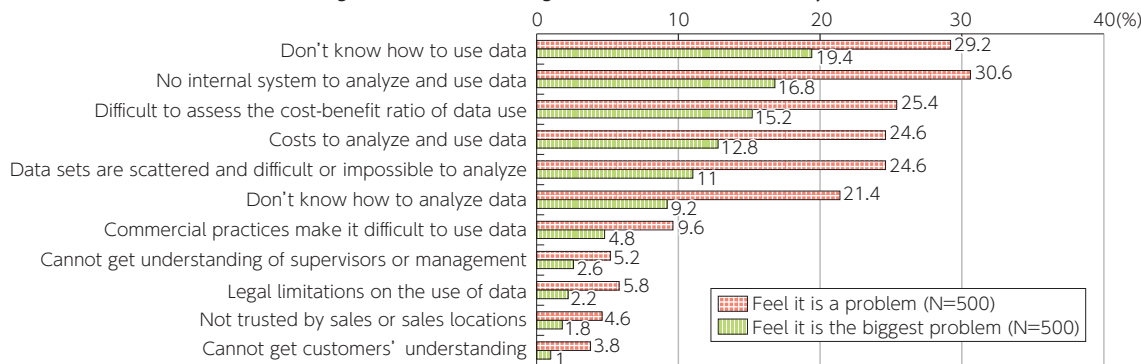 0 10 20 30 40(%)
Don't know how to use data 29.2
19.4
No internal system to analyze and use data 30.6
16.8
Difficult to assess the cost-benefit ratio of data use 25.4
15.2
Costs to analyze and use data 24.6
12.8
Data sets are scattered and difficult or impossible to analyze 24.6
11
Don't know how to analyze data 21.4
9.2
Commercial practices make it difficult to use data 9.6
4.8
Cannot get understanding of supervisors or management 5.2
2.6
Legal limitations on the use of data 5.8
2.2
Not trusted by sales or sales locations 4.6
1.8
Cannot get customers' understanding 3.8
1
Feel it is a problem (N=500)
Feel it is the biggest problem (N=500)